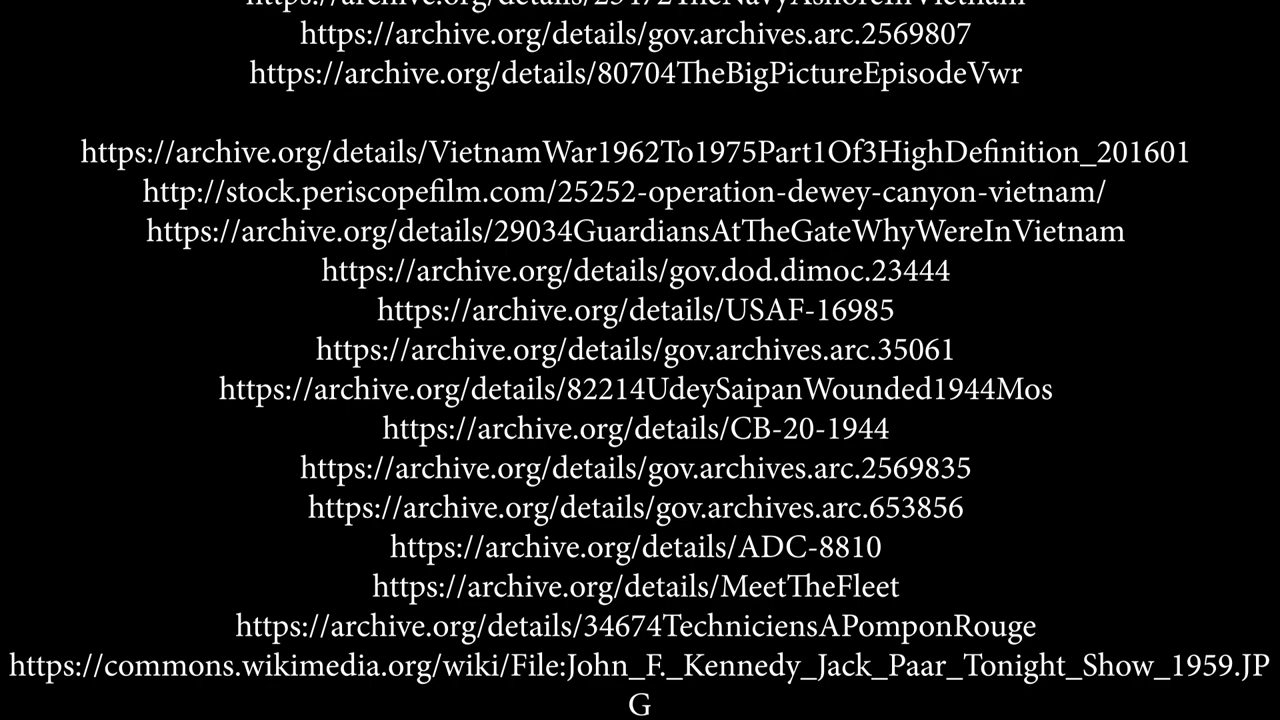 https://archive.org/details/23472TheNavyAshoreInVietnam
https://archive.org/details/gov.archives.arc.2569807
https://archive.org/details/80704TheBigPictureEpisodeVwr
https://archive.org/details/VietnamWar1962To1975Part1Of3HighDefinition_201601
http://stock.periscopefilm.com/25252-operation-dewey-canyon-vietnam/
https://archive.org/details/29034GuardiansAtTheGateWhyWereInVietnam
https://archive.org/details/gov.dod.dimoc.23444
https://archive.org/details/USAF-16985
https://archive.org/details/gov.archives.arc.35061
https://archive.org/details/82214UdeySaipanWounded1944Mos
https://archive.org/details/CB-20-1944
https://archive.org/details/gov.archives.arc.2569835
https://archive.org/details/gov.archives.arc.653856
https://archive.org/details/ADC-8810
https://archive.org/details/MeetTheFleet
https://archive.org/details/34674TechniciensAPomponRouge
https://commons.wikimedia.org/wiki/File:John_F._Kennedy_Jack_Paar_Tonight_Show_1959.JP
G